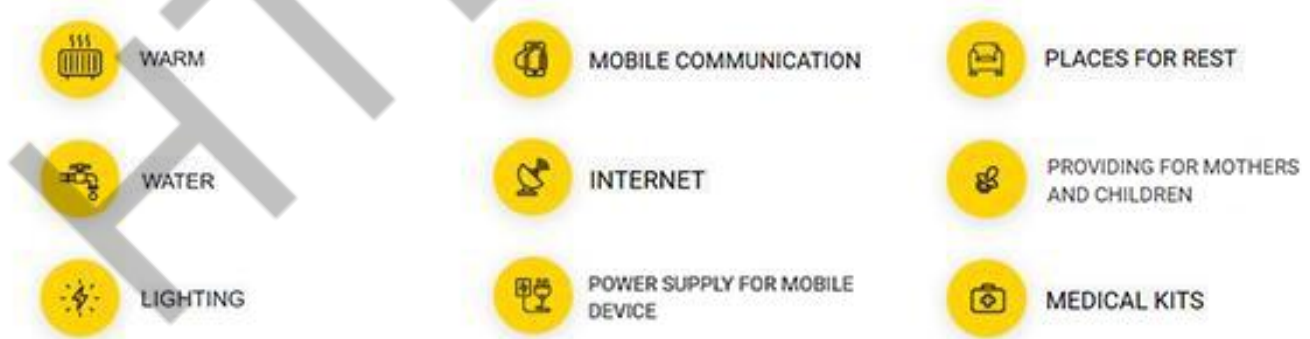 WARM
MOBILE COMMUNICATION
PLACES FOR REST
WATER
INTERNET
PROVIDING FOR MOTHERS
AND CHILDREN
LIGHTING
POWER SUPPLY FOR MOBILE
DEVICE
MEDICAL KITS